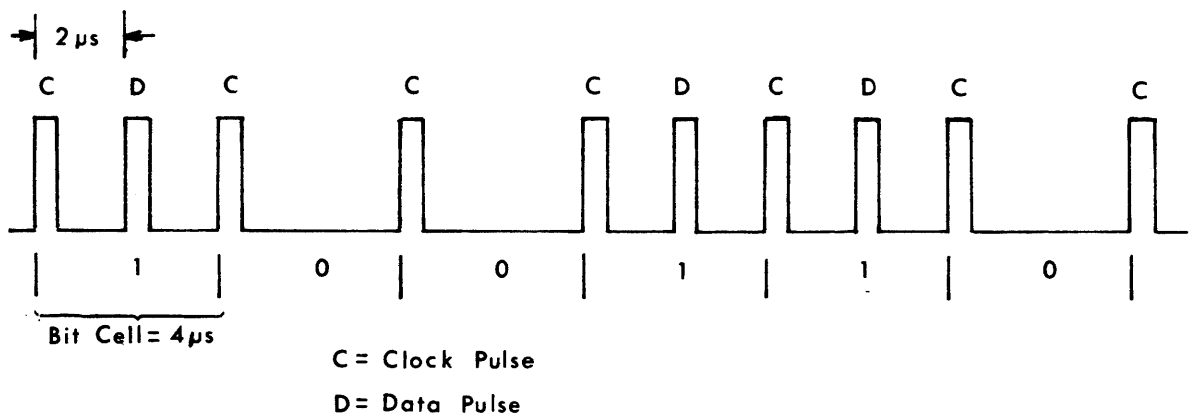 2 µs
C D C C C D C D C C
1 0 0 1 1 0
Bit Cell = 4 µs
C = Clock Pulse
D = Data Pulse